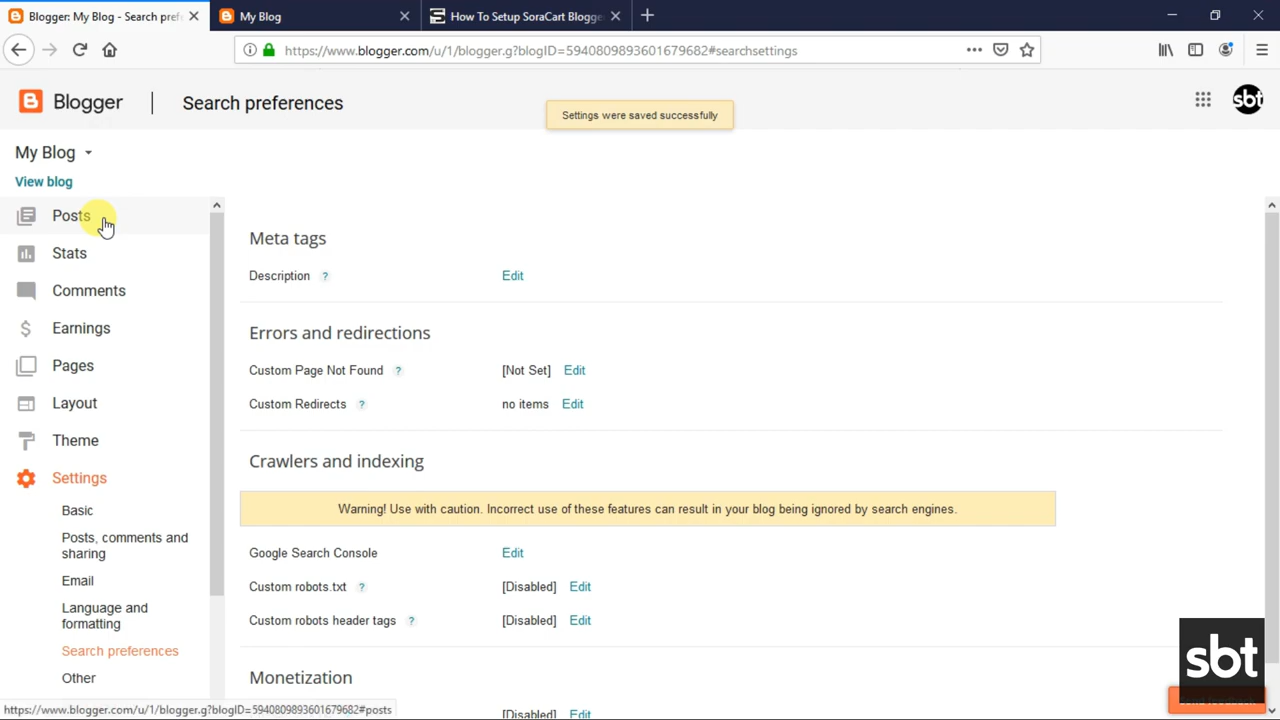 Blogger: My Blog - Search pref
My Blog
How To Setup SoraCart Blogge
https://www.blogger.com/u/1/blogger.g?blogID=5940809893601679682#searchsettings
Blogger
Search preferences
Settings were saved successfully
sbt
My Blog
View blog
Posts
Stats
Comments
Earnings
Pages
Layout
Theme
Settings
Basic
Posts, comments and
sharing
Email
Language and
formatting
Search preferences
Other
Meta tags
Description ? Edit
Errors and redirections
Custom Page Not Found ? [Not Set] Edit
Custom Redirects ? no items Edit
Crawlers and indexing
Warning! Use with caution. Incorrect use of these features can result in your blog being ignored by search engines.
Google Search Console Edit
Custom robots.txt ? [Disabled] Edit
Custom robots header tags ? [Disabled] Edit
Monetization
[Disabled] Edit
sbt
https://www.blogger.com/u/1/blogger.g?blogID=5940809893601679682#posts